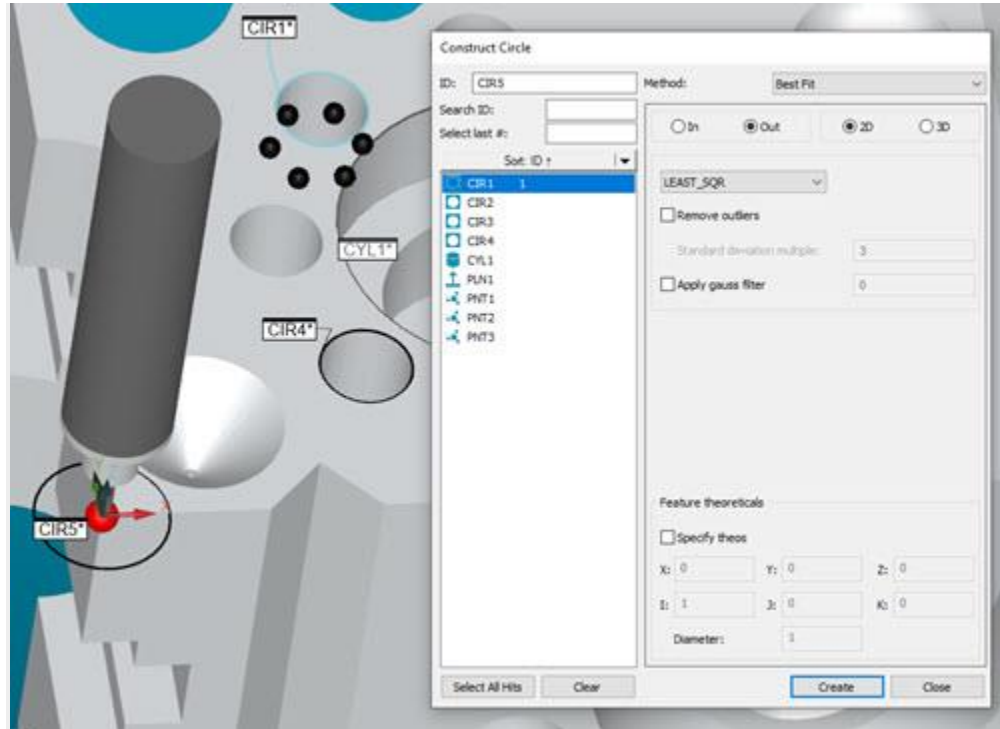 CIR1*
CYL1*
CIR4*
CIR5*
Construct Circle
ID: CIR5
Method: Best Fit
Search ID:
Select last #:
In Out 2D 3D
Sort: ID ↑
CIR1 1
CIR2
CIR3
CIR4
CYL1
PLN1
PNT1
PNT2
PNT3
LEAST_SQR
Remove outliers
Standard deviation multiple: 3
Apply gauss filter 0
Feature theoreticals
Specify theos
X: 0 Y: 0 Z: 0
I: 1 J: 0 K: 0
Diameter: 1
Select All Hits Clear Create Close